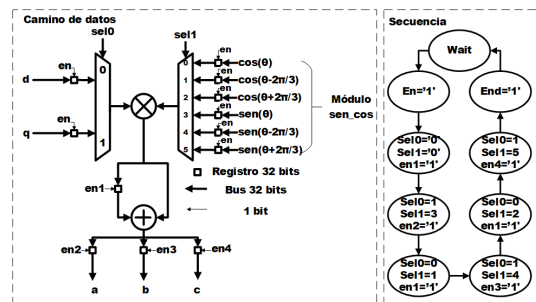 Camino de datos
sel0
sel1
en
d
0
en
q
1
en
0
cos(θ)
1
cos(θ-2π/3)
2
cos(θ+2π/3)
3
sen(θ)
4
sen(θ-2π/3)
5
sen(θ+2π/3)
en
Módulo
sen_cos
en1
Registro 32 bits
Bus 32 bits
1 bit
en2
en3
en4
a
b
c
Secuencia
Wait
En='1'
End='1'
Sel0='0'
Sel1='0'
en1='1'
Sel0=1
Sel1=5
en4='1'
Sel0=1
Sel1=3
en2='1'
Sel0=0
Sel1=2
en1='1'
Sel0=0
Sel1=1
en1='1'
Sel0=1
Sel1=4
en3='1'